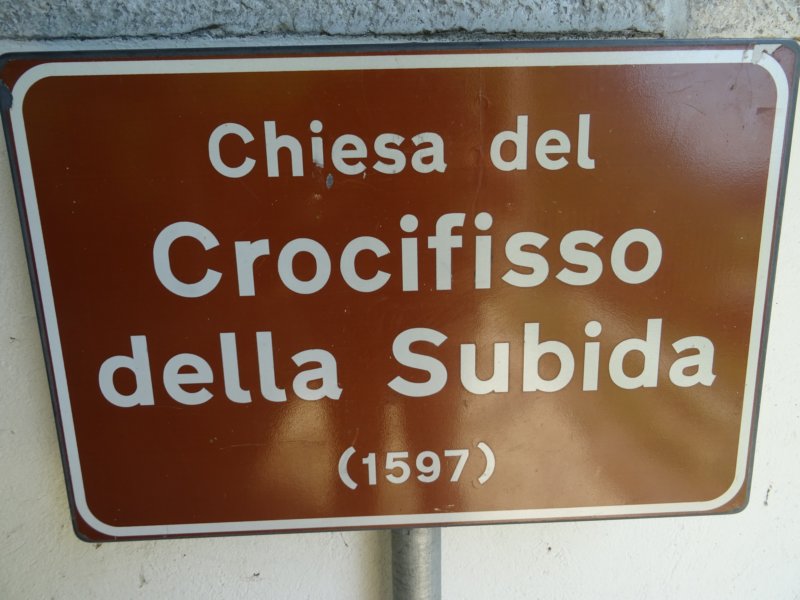 Chiesa del
Crocifisso
della Subida
(1597)